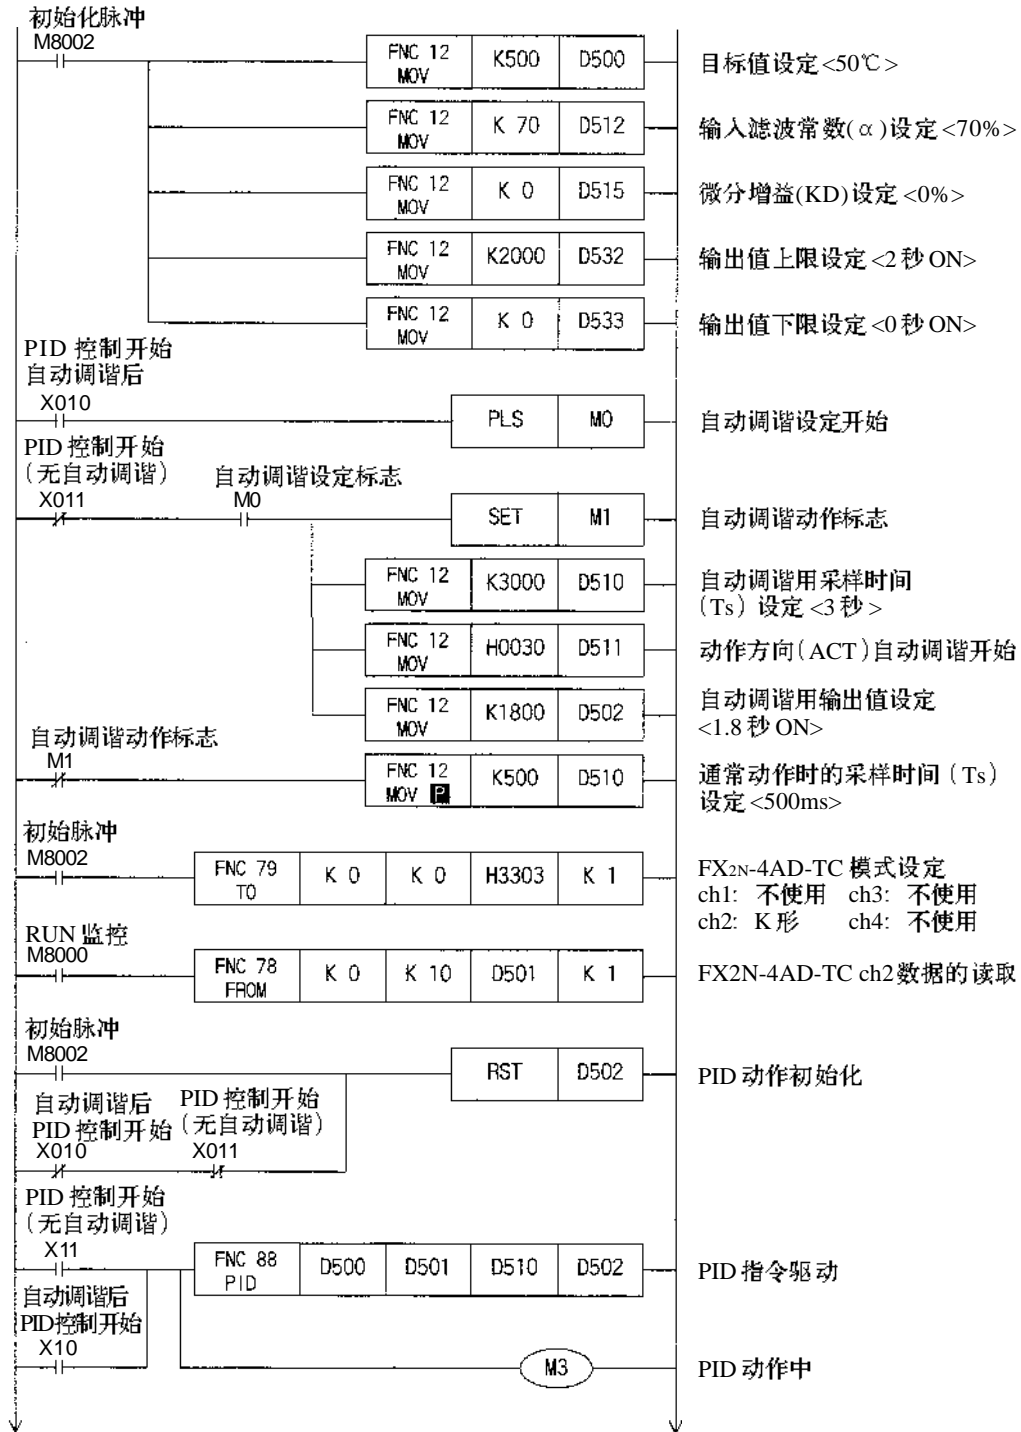 初始化脉冲
M8002
FNC 12 MOV K500 D500 目标值设定<50℃>
FNC 12 MOV K 70 D512 输入滤波常数(α)设定<70%>
FNC 12 MOV K 0 D515 微分增益(KD)设定<0%>
FNC 12 MOV K2000 D532 输出值上限设定<2秒ON>
FNC 12 MOV K 0 D533 输出值下限设定<0秒ON>
PID 控制开始
自动调谐后
X010
PLS M0 自动调谐设定开始
PID 控制开始
(无自动调谐)
X011
自动调谐设定标志
M0
SET M1 自动调谐动作标志
FNC 12 MOV K3000 D510 自动调谐用采样时间
(Ts) 设定<3秒>
FNC 12 MOV H0030 D511 动作方向(ACT)自动调谐开始
FNC 12 MOV K1800 D502 自动调谐用输出值设定
<1.8秒ON>
自动调谐动作标志
M1
FNC 12 MOV P K500 D510 通常动作时的采样时间(Ts)
设定<500ms>
初始脉冲
M8002
FNC 79 TO K 0 K 0 H3303 K 1 FX2N-4AD-TC 模式设定
ch1: 不使用 ch3: 不使用
ch2: K形 ch4: 不使用
RUN 监控
M8000
FNC 78 FROM K 0 K 10 D501 K 1 FX2N-4AD-TC ch2数据的读取
初始脉冲
M8002
RST D502 PID 动作初始化
自动调谐后
PID 控制开始
X010
PID 控制开始
(无自动调谐)
X011
PID 控制开始
(无自动调谐)
X11
FNC 88 PID D500 D501 D510 D502 PID 指令驱动
自动调谐后
PID控制开始
X10
M3 PID 动作中